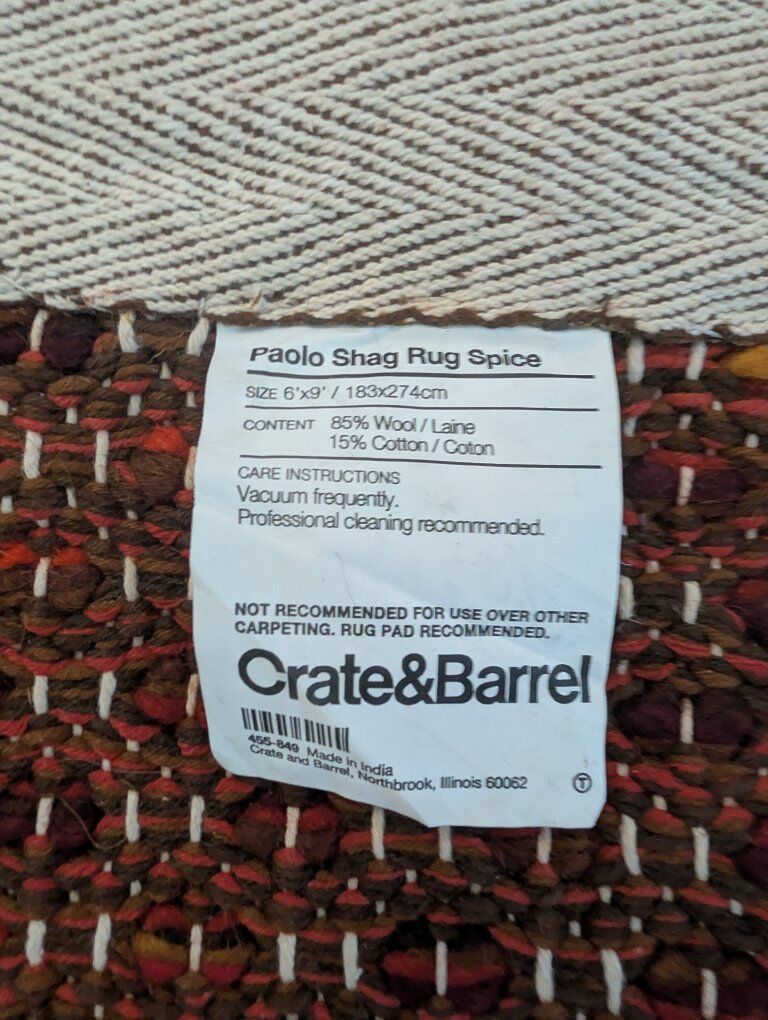 Paolo Shag Rug Spice
SIZE 6'x9' / 183x274cm
CONTENT 85% Wool / Laine
15% Cotton / Coton
CARE INSTRUCTIONS
Vacuum frequently.
Professional cleaning recommended.
NOT RECOMMENDED FOR USE OVER OTHER
CARPETING. RUG PAD RECOMMENDED.
Crate&Barrel
455-849 Made in India
Crate and Barrel, Northbrook, Illinois 60062
T